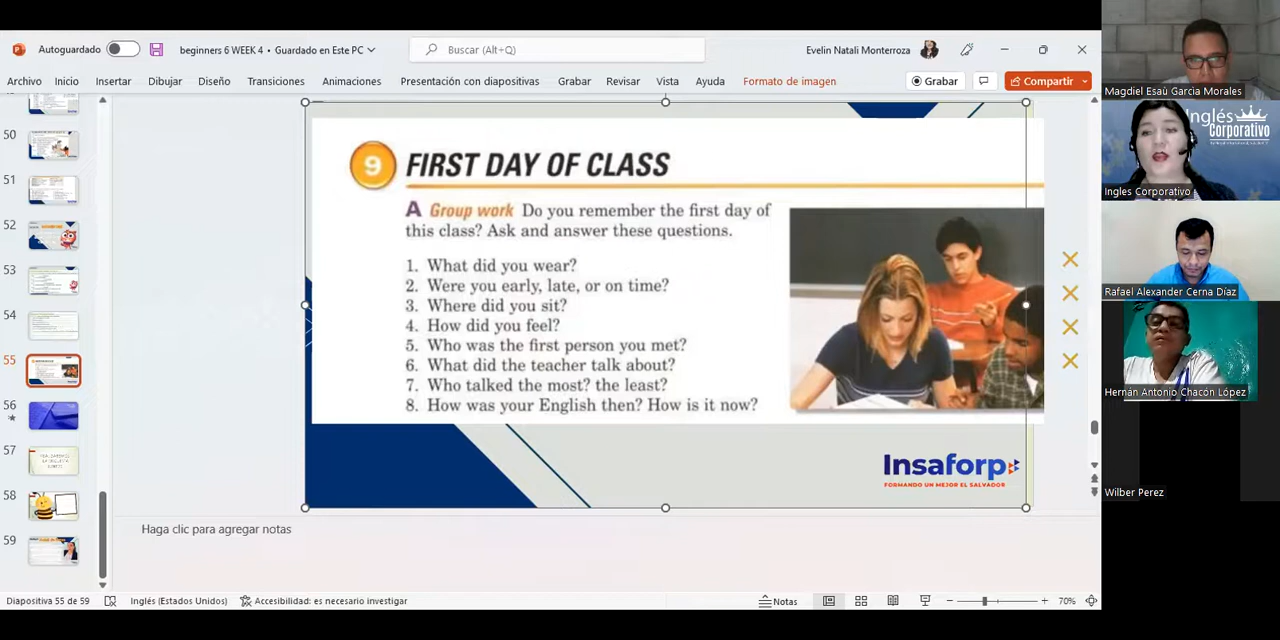 Autoguardado
beginners 6 WEEK 4 • Guardado en Este PC
Buscar (Alt+Q)
Evelin Natali Monterroza
Archivo Inicio Insertar Dibujar Diseño Transiciones Animaciones Presentación con diapositivas Grabar Revisar Vista Ayuda Formato de imagen
Grabar
Compartir
50
51
52
53
54
55
56
57
58
59
9 FIRST DAY OF CLASS
A Group work Do you remember the first day of
this class? Ask and answer these questions.
1. What did you wear?
2. Were you early, late, or on time?
3. Where did you sit?
4. How did you feel?
5. Who was the first person you met?
6. What did the teacher talk about?
7. Who talked the most? the least?
8. How was your English then? How is it now?
Insaforp
FORMANDO UN MEJOR EL SALVADOR
Haga clic para agregar notas
Diapositiva 55 de 59
Inglés (Estados Unidos)
Accesibilidad: es necesario investigar
Notas
70%
Magdiel Esaù Garcìa Morales
Inglés
Corporativo
Ingles Corporativo
Rafael Alexander Cerna Díaz
Hernán Antonio Chacón López
Wilber Perez